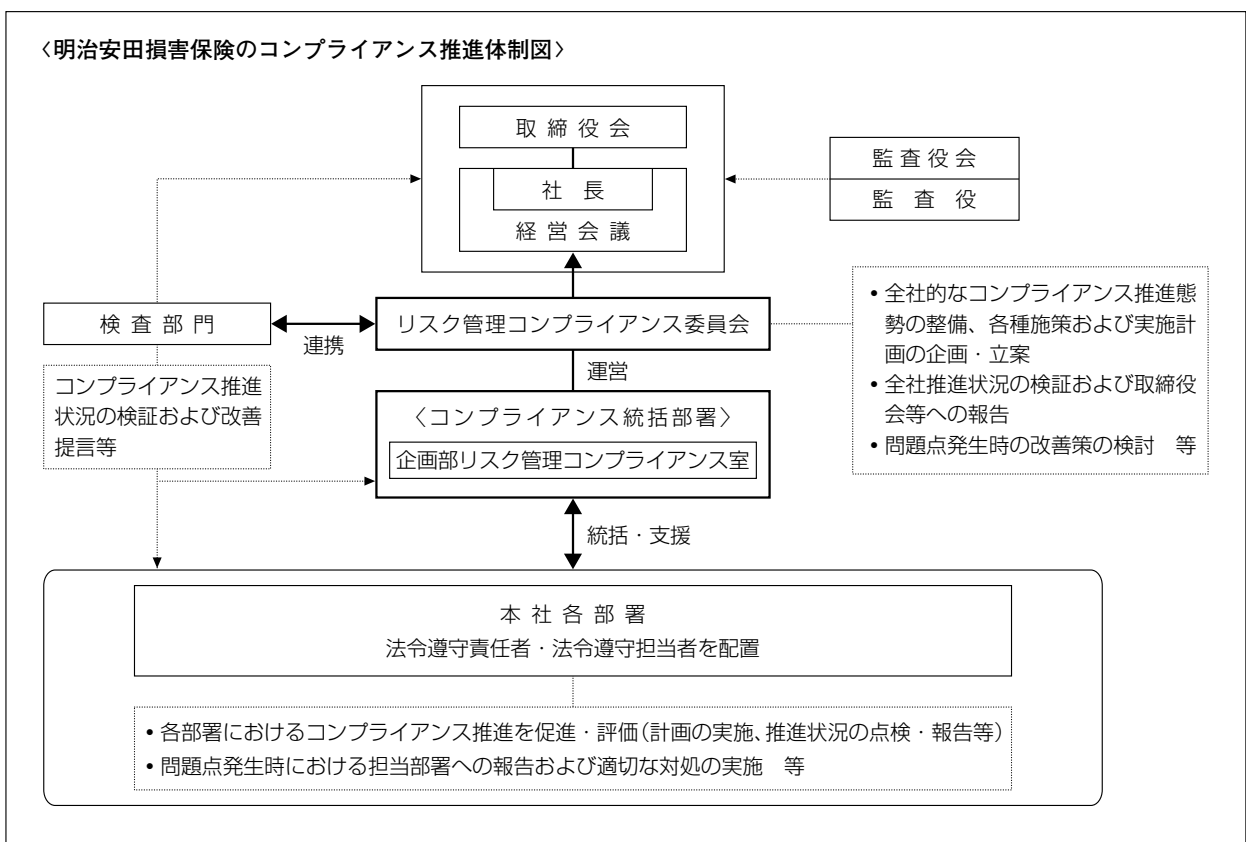 〈明治安田損害保険のコンプライアンス推進体制図〉
取締役会
社長
経営会議
監査役会
監査役
検査部門
連携
リスク管理コンプライアンス委員会
運営
•全社的なコンプライアンス推進態
勢の整備、各種施策および実施計
画の企画・立案
•全社推進状況の検証および取締役
会等への報告
•問題点発生時の改善策の検討　等
コンプライアンス推進
状況の検証および改善
提言等
〈コンプライアンス統括部署〉
企画部リスク管理コンプライアンス室
統括・支援
本社各部署
法令遵守責任者・法令遵守担当者を配置
•各部署におけるコンプライアンス推進を促進・評価(計画の実施、推進状況の点検・報告等)
•問題点発生時における担当部署への報告および適切な対処の実施　等